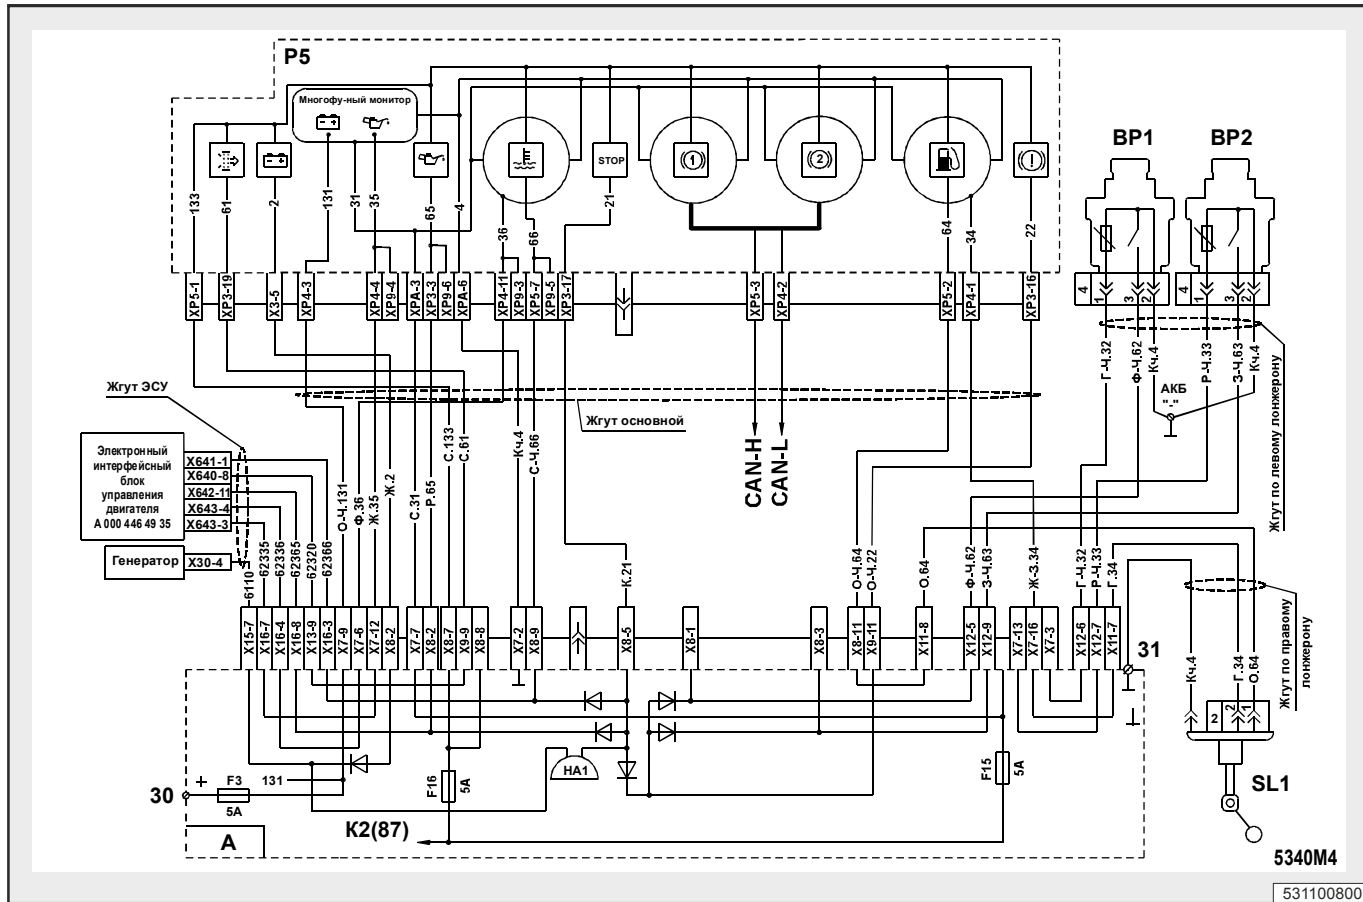 P5
Многофу-ный монитор
STOP
1
2
BP1
BP2
133
61
2
131
31
35
65
4
36
66
21
64
34
22
XP5-1
XP3-19
X3-5
XP4-3
XP4-4
XP9-4
XPA-3
XP3-3
XP9-6
XPA-6
XP4-11
XP9-3
XP5-7
XP9-5
XP3-17
XP5-3
XP4-2
XP5-2
XP4-1
XP3-16
4
1
3
2
4
1
3
2
Г-Ч.32
Ф-Ч.62
Кч.4
Р-Ч.33
З-Ч.63
Кч.4
АКБ
"-"
Жгут по левому лонжерону
Жгут ЭСУ
Жгут основной
CAN-H
CAN-L
Электронный
интерфейсный
блок
управления
двигателя
А 000 446 49 35
X641-1
X640-8
X642-11
X643-4
X643-3
Генератор
X30-4
6110
62335
62336
62365
62320
62366
О-Ч.131
Ф.36
Ж.35
Ж.2
С.31
Р.65
С.133
С.61
Кч.4
С-Ч.66
К.21
О-Ч.64
О-Ч.22
О.64
Ф-Ч.62
З-Ч.63
Ж-З.34
Г-Ч.32
Р-Ч.33
Г.34
X15-7
X16-7
X16-4
X16-8
X13-9
X16-3
X7-9
X7-6
X7-12
X8-2
X7-7
X8-2
X8-7
X9-9
X8-8
X7-2
X8-9
X8-5
X8-1
X8-3
X8-11
X9-11
X11-8
X12-5
X12-9
X7-13
X7-16
X7-3
X12-6
X12-7
X11-7
31
Кч.4
Г.34
О.64
Жгут по правому
лонжерону
2
2
1
SL1
HA1
F15
5A
F16
5A
+
F3
131
30
5A
K2(87)
A
5340М4
531100800